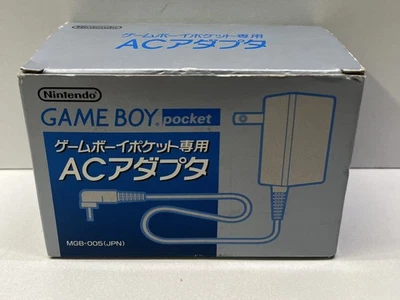 ゲームボーイポケット専用
ACアダプタ
Nintendo
GAME BOY pocket
ゲームボーイポケット専用
ACアダプタ
MGB-005(JPN)